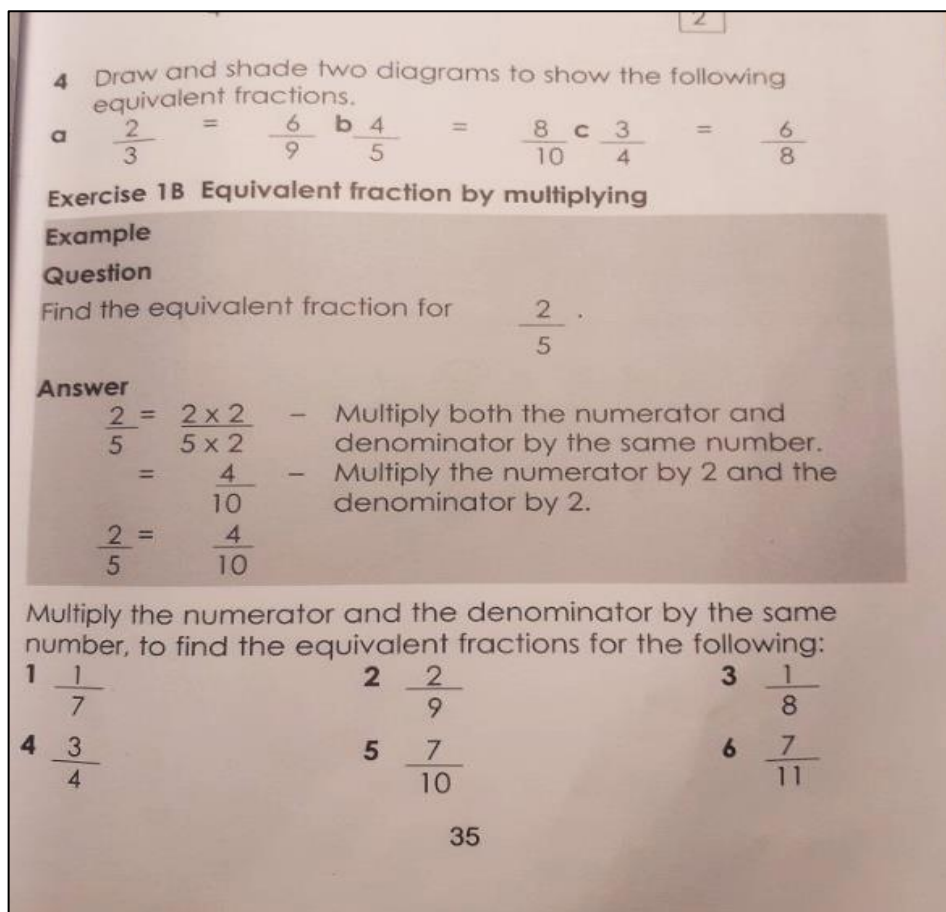 2
4 Draw and shade two diagrams to show the following
equivalent fractions.
a 2/3 = 6/9 b 4/5 = 8/10 c 3/4 = 6/8
Exercise 1B Equivalent fraction by multiplying
Example
Question
Find the equivalent fraction for 2/5 .
Answer
2/5 = 2 x 2/5 x 2 – Multiply both the numerator and
denominator by the same number.
= 4/10 – Multiply the numerator by 2 and the
denominator by 2.
2/5 = 4/10
Multiply the numerator and the denominator by the same
number, to find the equivalent fractions for the following:
1 1/7 2 2/9 3 1/8
4 3/4 5 7/10 6 7/11
35